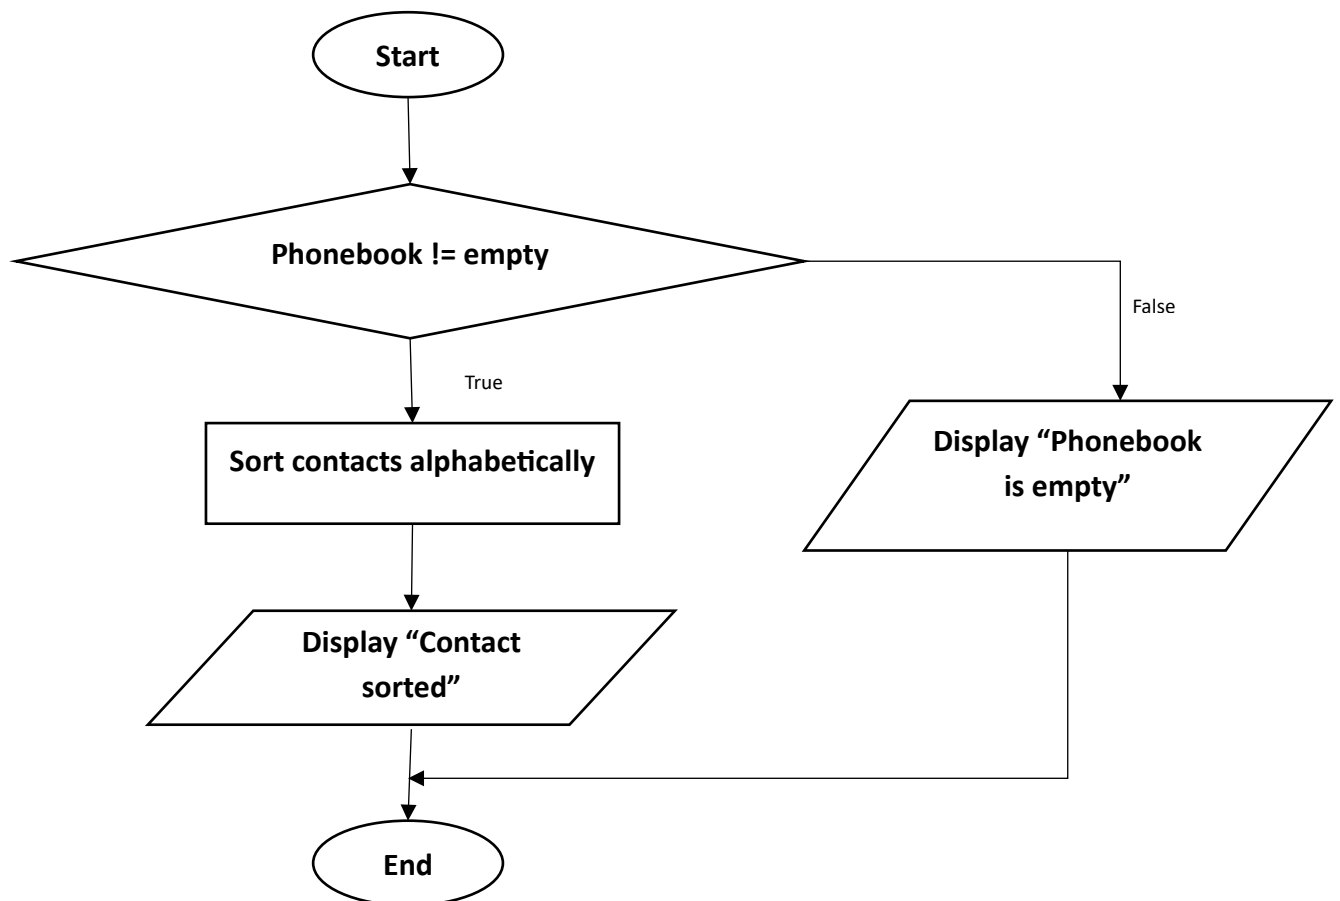 Start
Phonebook != empty
False
True
Sort contacts alphabetically
Display “Phonebook
is empty”
Display “Contact
sorted”
End